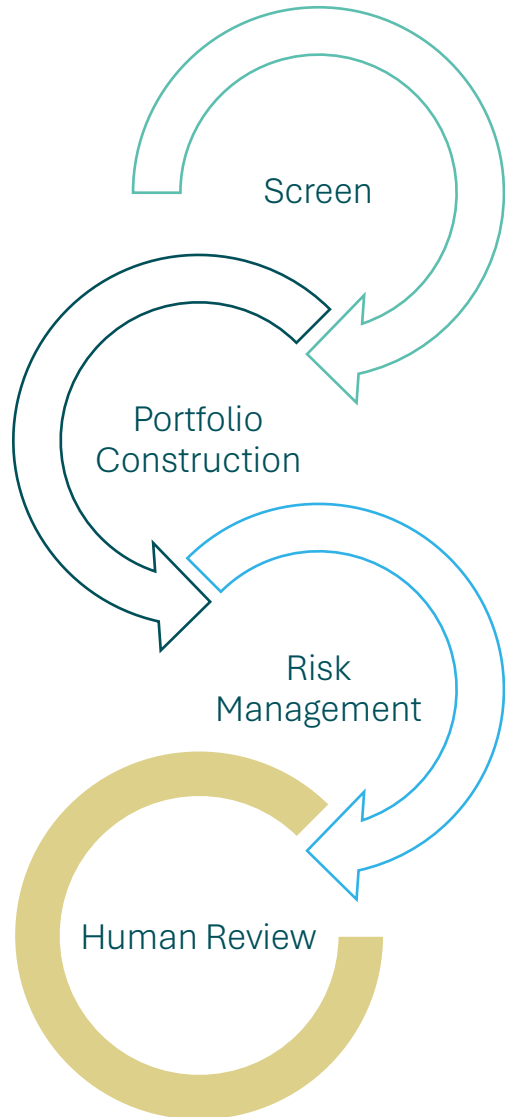 Screen
Portfolio
Construction
Risk
Management
Human Review